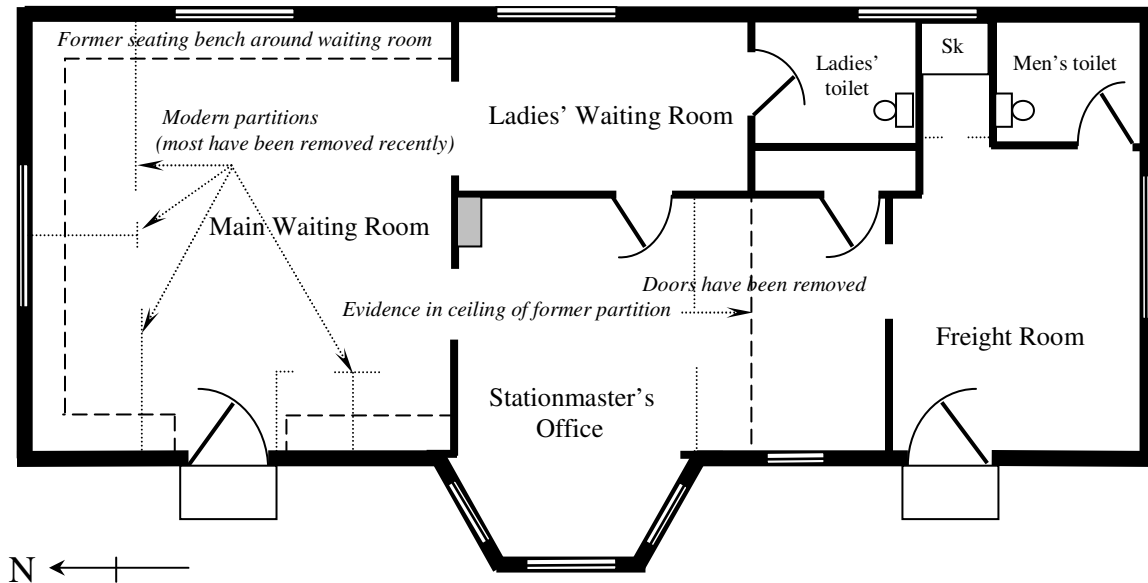 Former seating bench around waiting room
Sk
Ladies’
toilet
Men’s toilet
Modern partitions
(most have been removed recently)
Ladies’ Waiting Room
Main Waiting Room
Doors have been removed
Evidence in ceiling of former partition
Freight Room
Stationmaster’s
Office
N